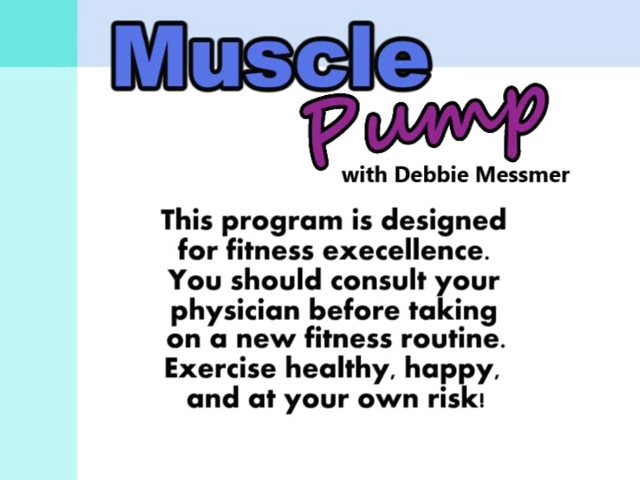 Muscle
Pump
with Debbie Messmer
This program is designed
for fitness execellence.
You should consult your
physician before taking
on a new fitness routine.
Exercise healthy, happy,
and at your own risk!